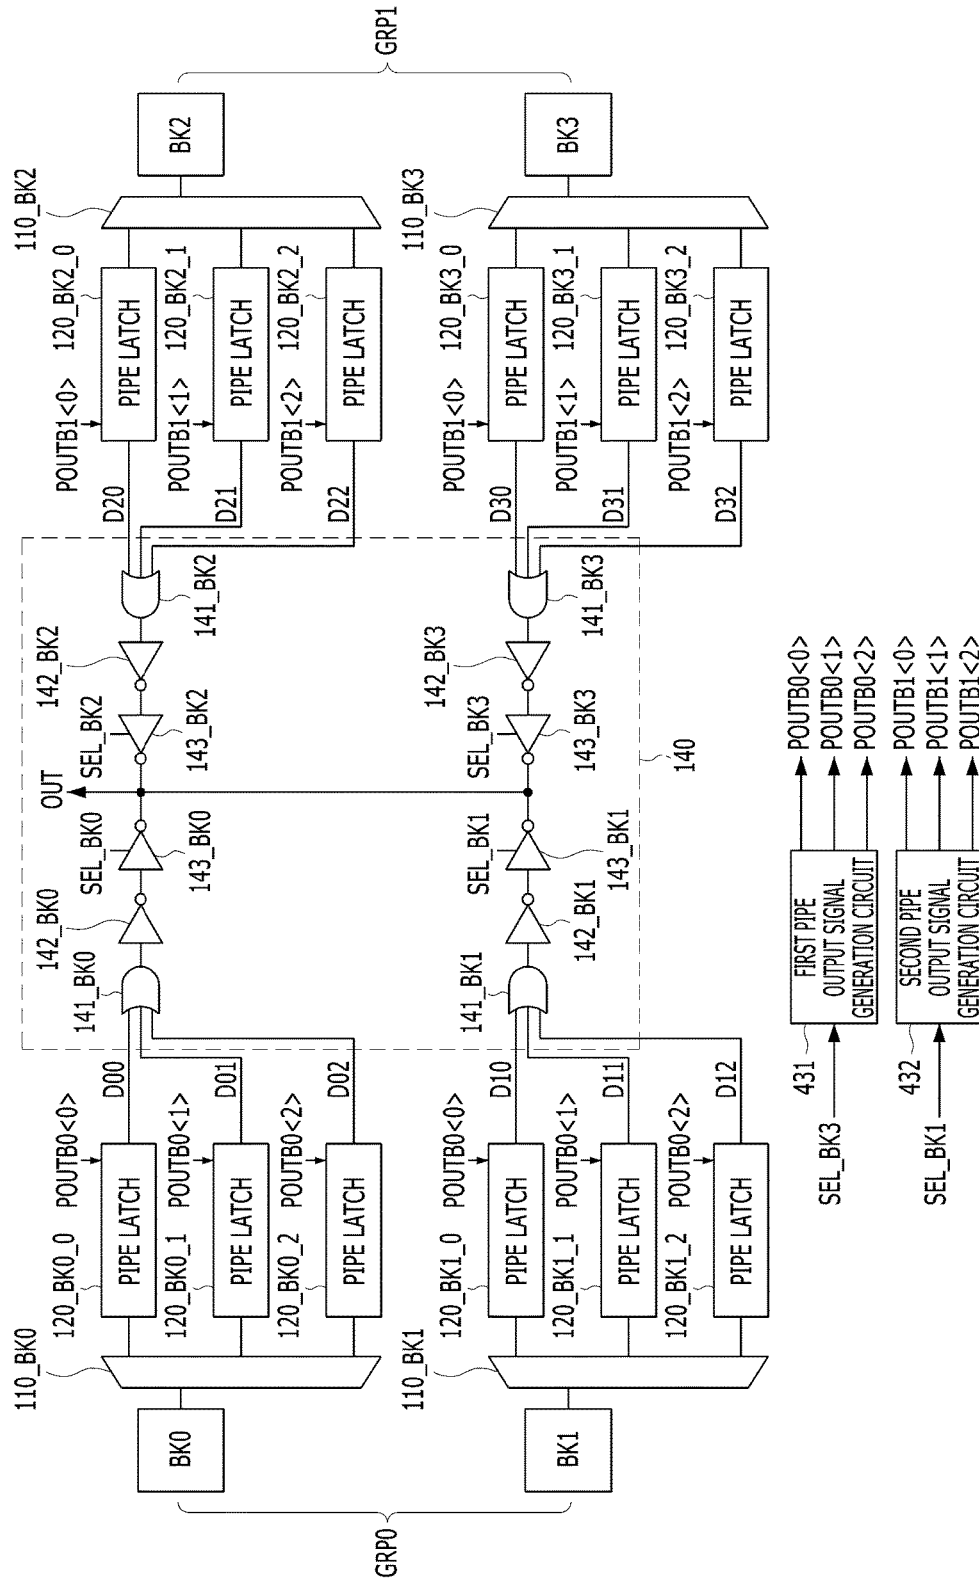 GRP0
BK0
110_BK0
120_BK0_0
PIPE LATCH
POUTB0<0>
D00
120_BK0_1
PIPE LATCH
POUTB0<1>
D01
120_BK0_2
PIPE LATCH
POUTB0<2>
D02
141_BK0
142_BK0
SEL_BK0
143_BK0
OUT
SEL_BK2
143_BK2
142_BK2
141_BK2
D20
POUTB1<0>
PIPE LATCH
120_BK2_0
D21
POUTB1<1>
PIPE LATCH
120_BK2_1
D22
POUTB1<2>
PIPE LATCH
120_BK2_2
110_BK2
BK2
GRP1
BK1
110_BK1
120_BK1_0
PIPE LATCH
POUTB0<0>
D10
120_BK1_1
PIPE LATCH
POUTB0<1>
D11
120_BK1_2
PIPE LATCH
POUTB0<2>
D12
141_BK1
142_BK1
SEL_BK1
143_BK1
SEL_BK3
143_BK3
142_BK3
141_BK3
140
D30
POUTB1<0>
PIPE LATCH
120_BK3_0
D31
POUTB1<1>
PIPE LATCH
120_BK3_1
D32
POUTB1<2>
PIPE LATCH
120_BK3_2
110_BK3
BK3
SEL_BK3
431
FIRST PIPE
OUTPUT SIGNAL
GENERATION CIRCUIT
POUTB0<0>
POUTB0<1>
POUTB0<2>
SEL_BK1
432
SECOND PIPE
OUTPUT SIGNAL
GENERATION CIRCUIT
POUTB1<0>
POUTB1<1>
POUTB1<2>